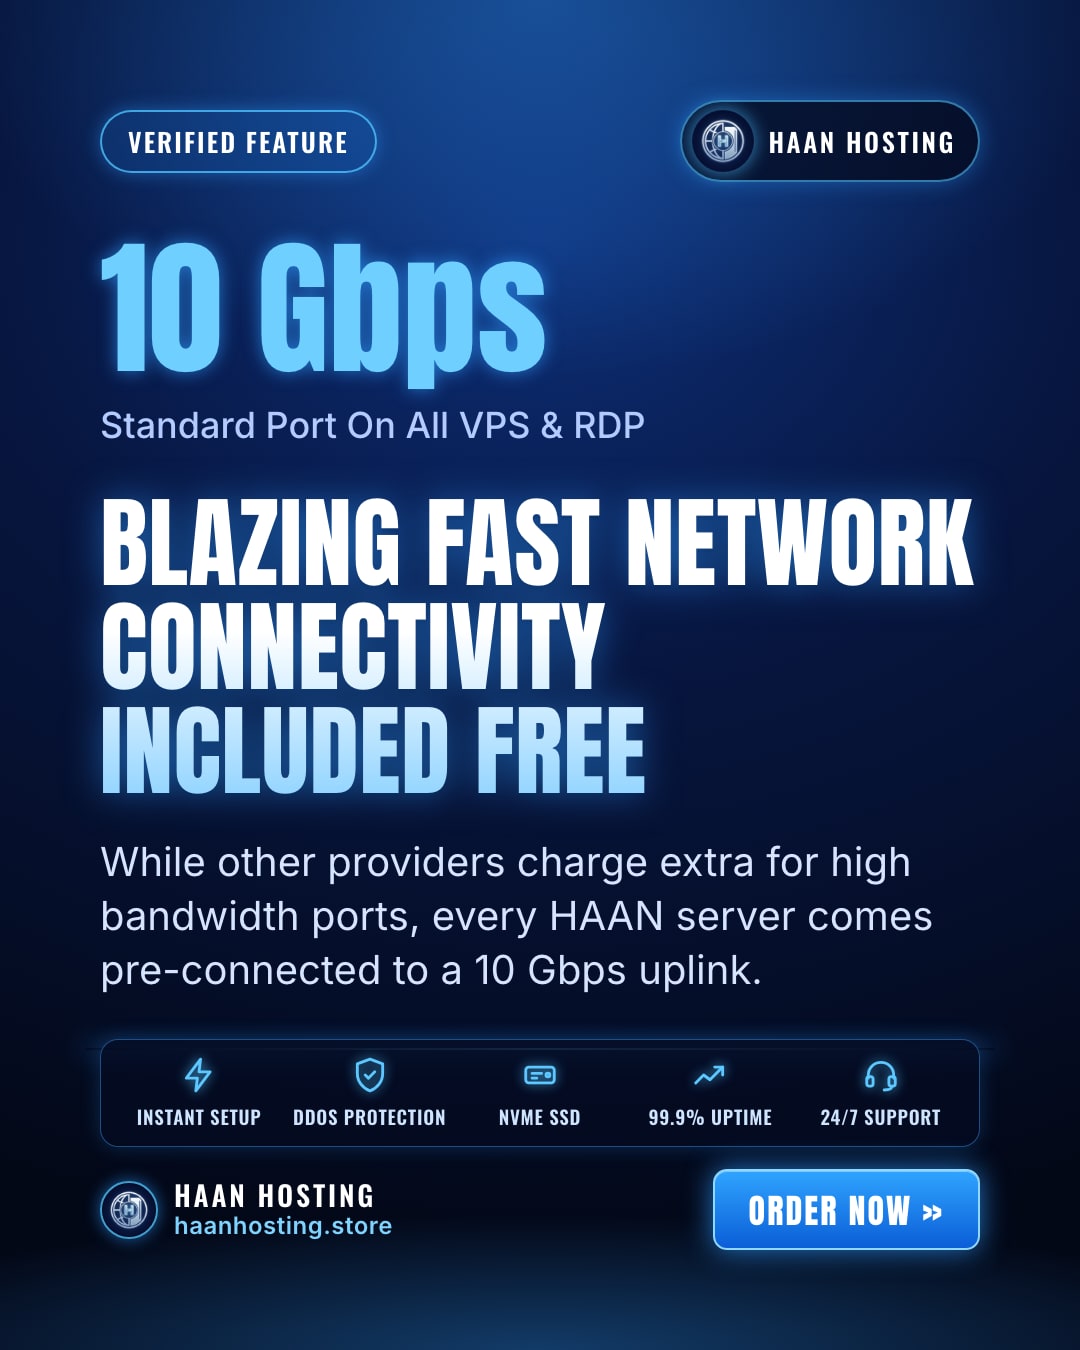 VERIFIED FEATURE
HAAN HOSTING
10 Gbps
Standard Port On All VPS & RDP
BLAZING FAST NETWORK
CONNECTIVITY
INCLUDED FREE
While other providers charge extra for high
bandwidth ports, every HAAN server comes
pre-connected to a 10 Gbps uplink.
INSTANT SETUP
DDOS PROTECTION
NVME SSD
99.9% UPTIME
24/7 SUPPORT
HAAN HOSTING
haanhosting.store
ORDER NOW »